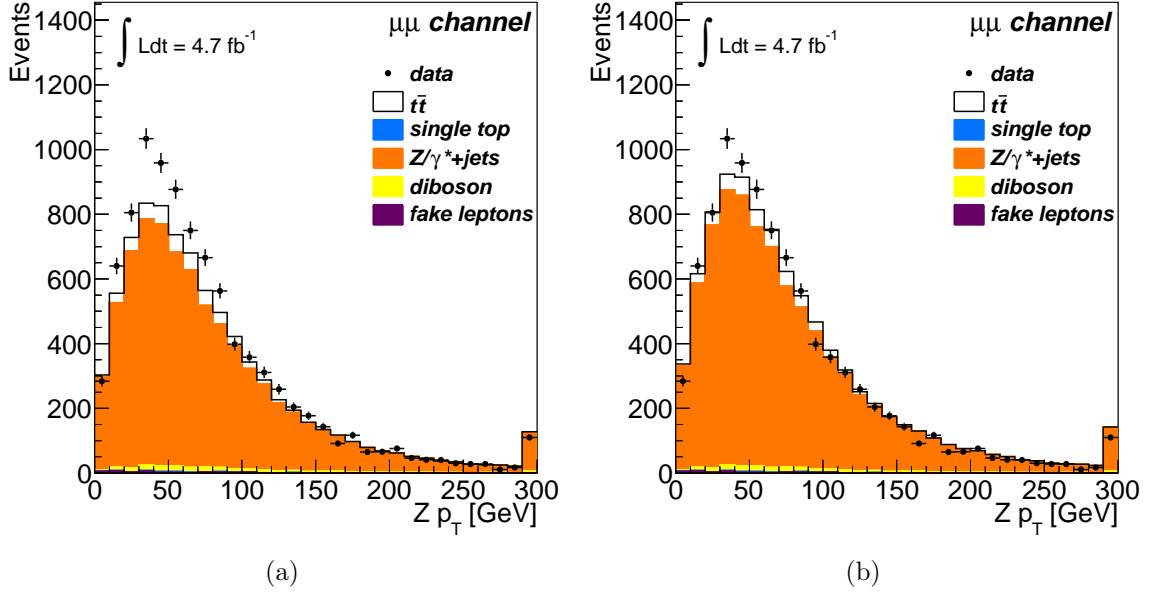 Events
1400
1200
1000
800
600
400
200
0
∫ Ldt = 4.7 fb⁻¹
μμ channel
data
tt̄
single top
Z/γ*+jets
diboson
fake leptons
0 50 100 150 200 250 300
Z p_T [GeV]
(a)
Events
1400
1200
1000
800
600
400
200
0
∫ Ldt = 4.7 fb⁻¹
μμ channel
data
tt̄
single top
Z/γ*+jets
diboson
fake leptons
0 50 100 150 200 250 300
Z p_T [GeV]
(b)